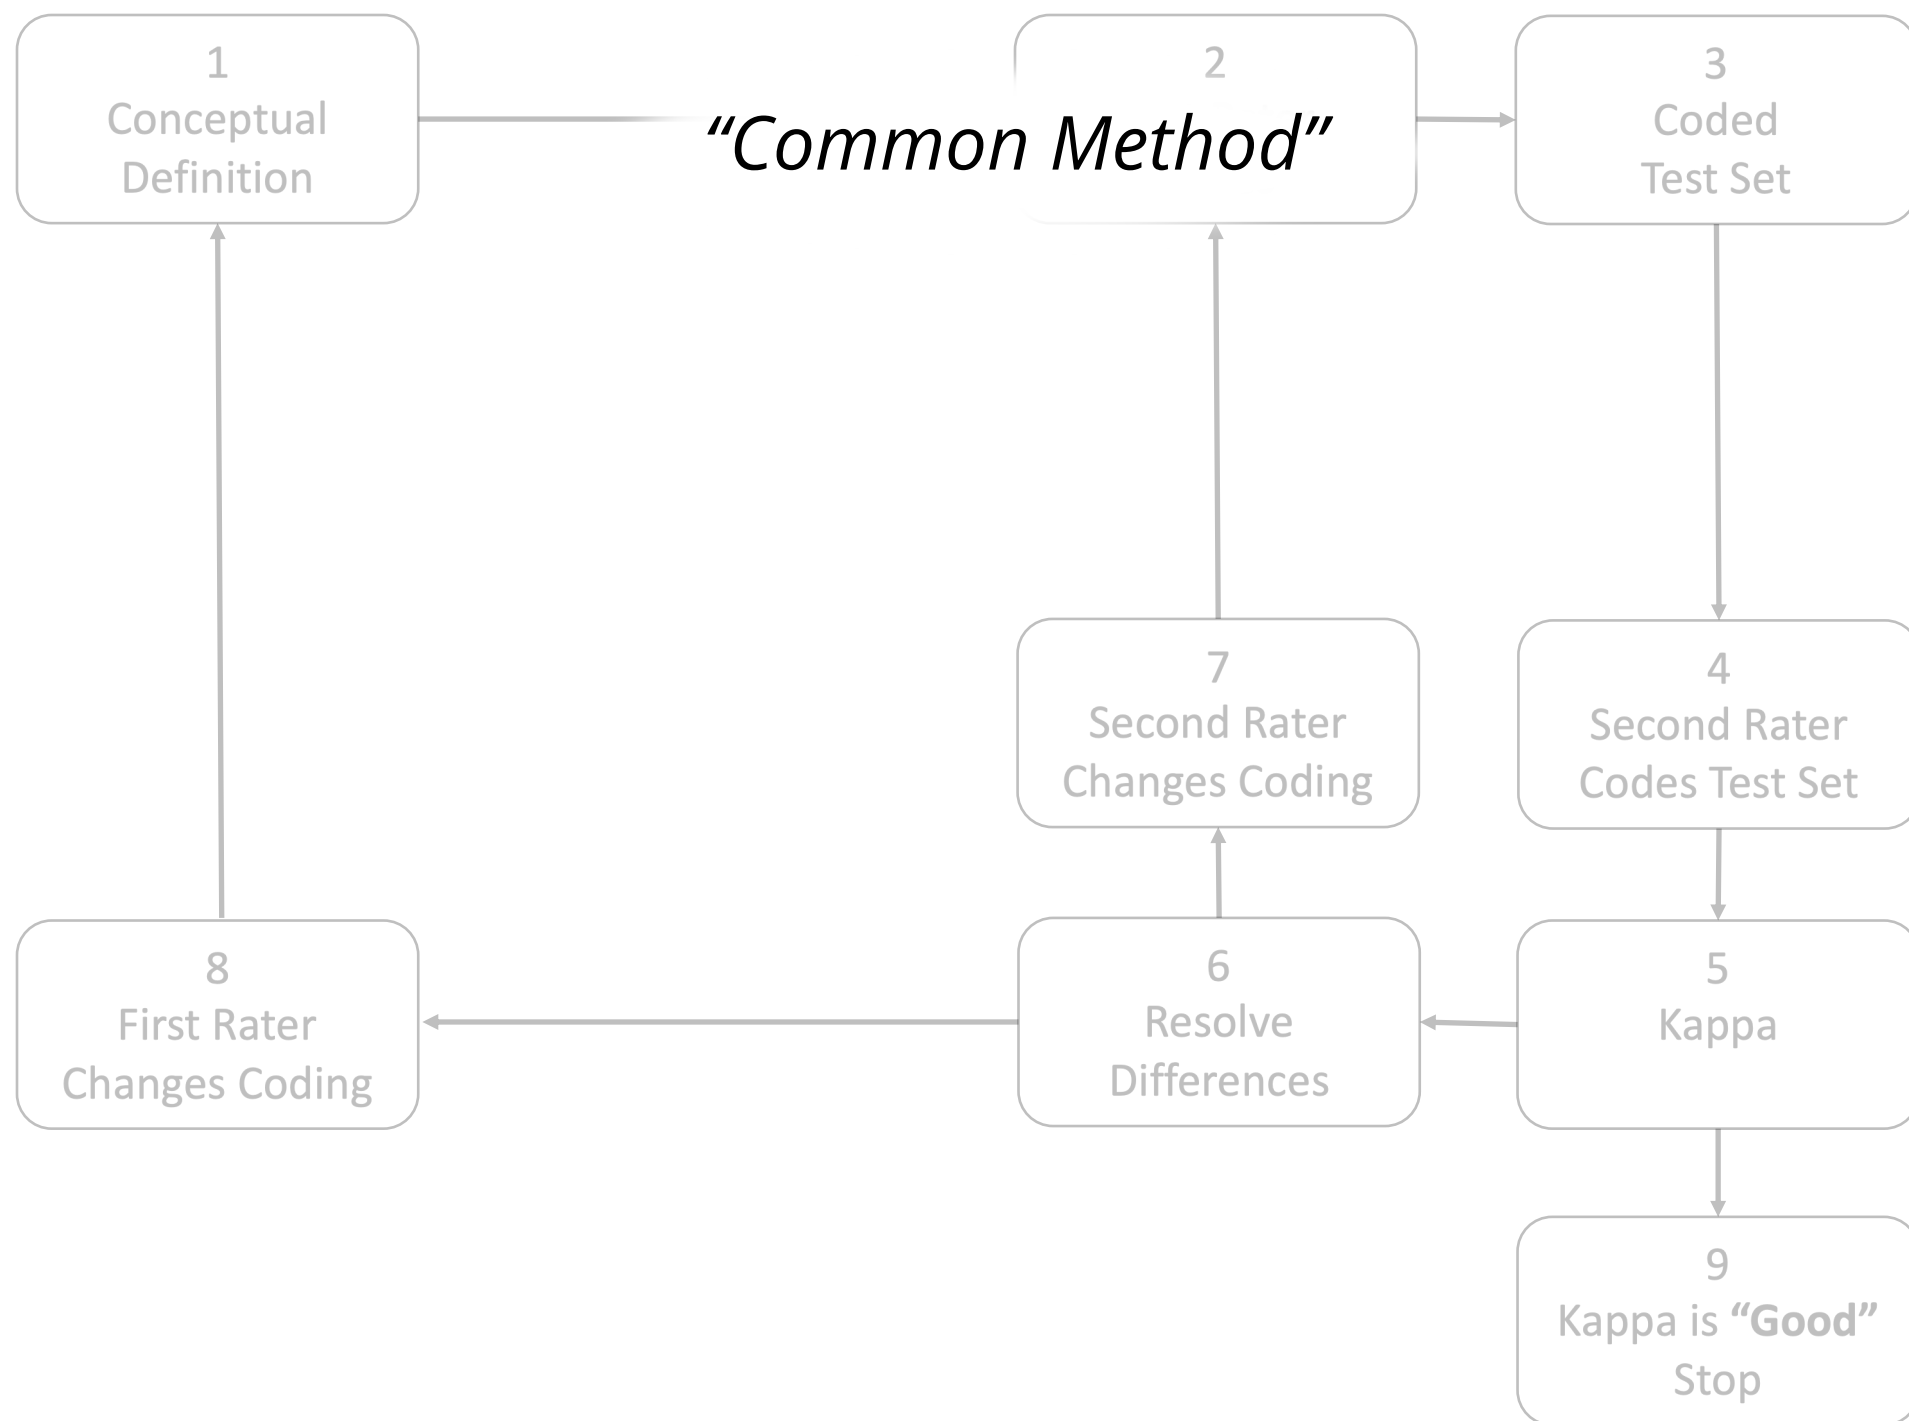 1
Conceptual
Definition
“Common Method”
2
3
Coded
Test Set
7
Second Rater
Changes Coding
4
Second Rater
Codes Test Set
8
First Rater
Changes Coding
6
Resolve
Differences
5
Kappa
9
Kappa is “Good”
Stop